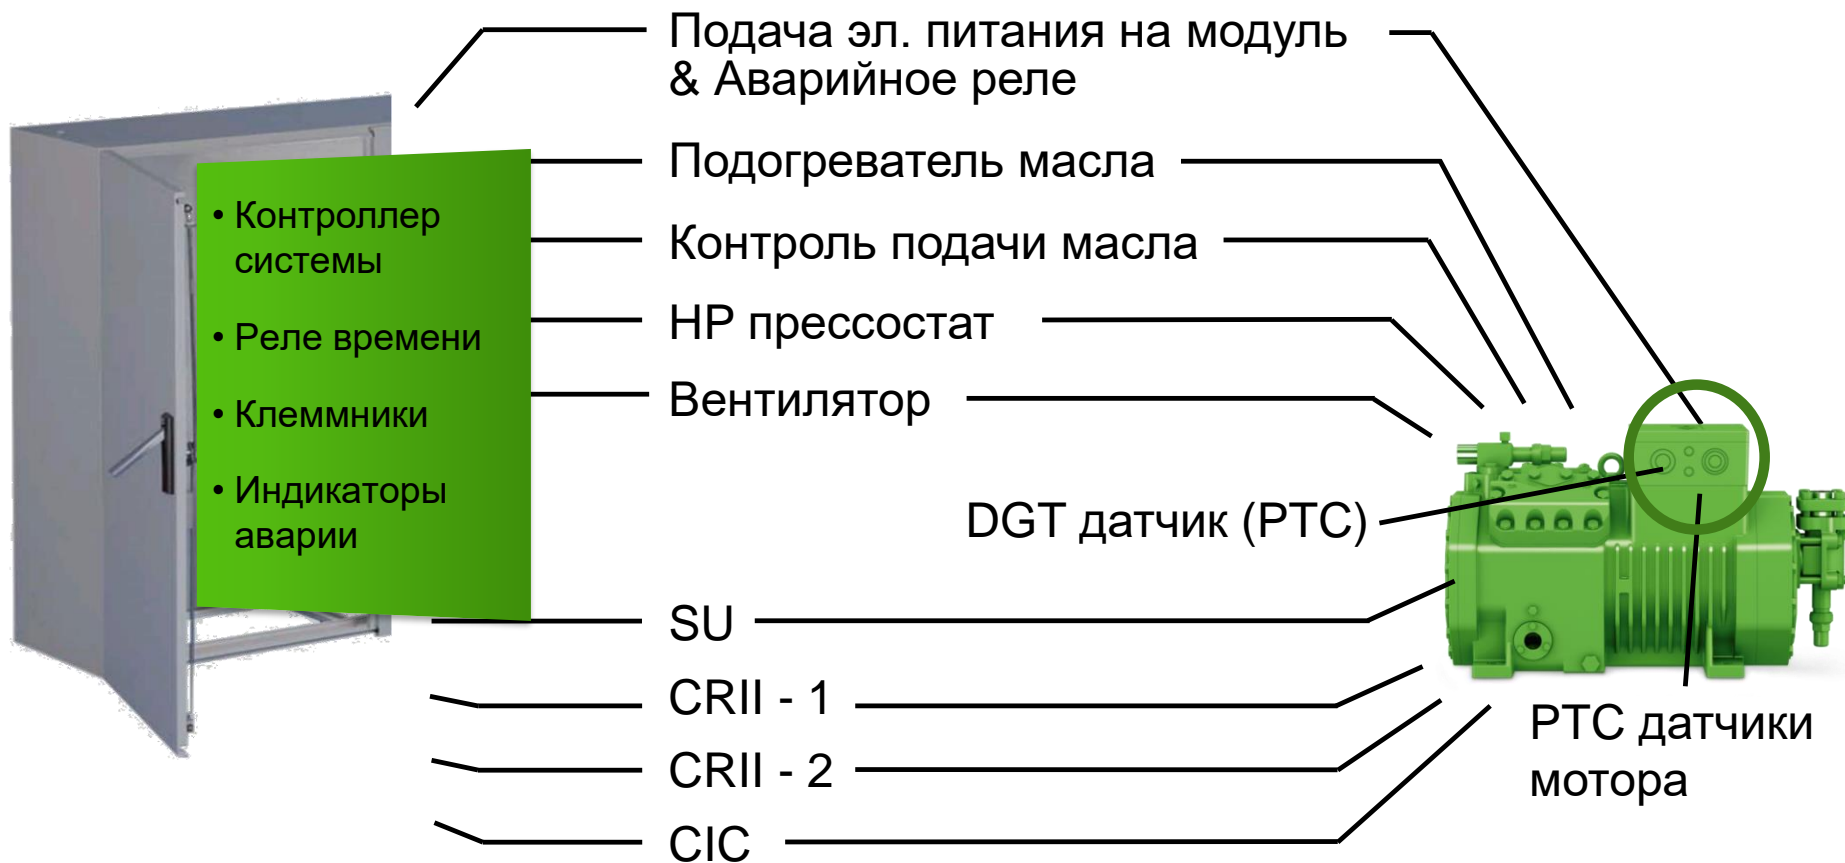 Подача эл. питания на модуль
& Аварийное реле
Подогреватель масла
Контроль подачи масла
HP прессостат
Вентилятор
• Контроллер
системы
• Реле времени
• Клеммники
• Индикаторы
аварии
DGT датчик (PTC)
SU
CRII - 1
CRII - 2
CIC
PTC датчики
мотора